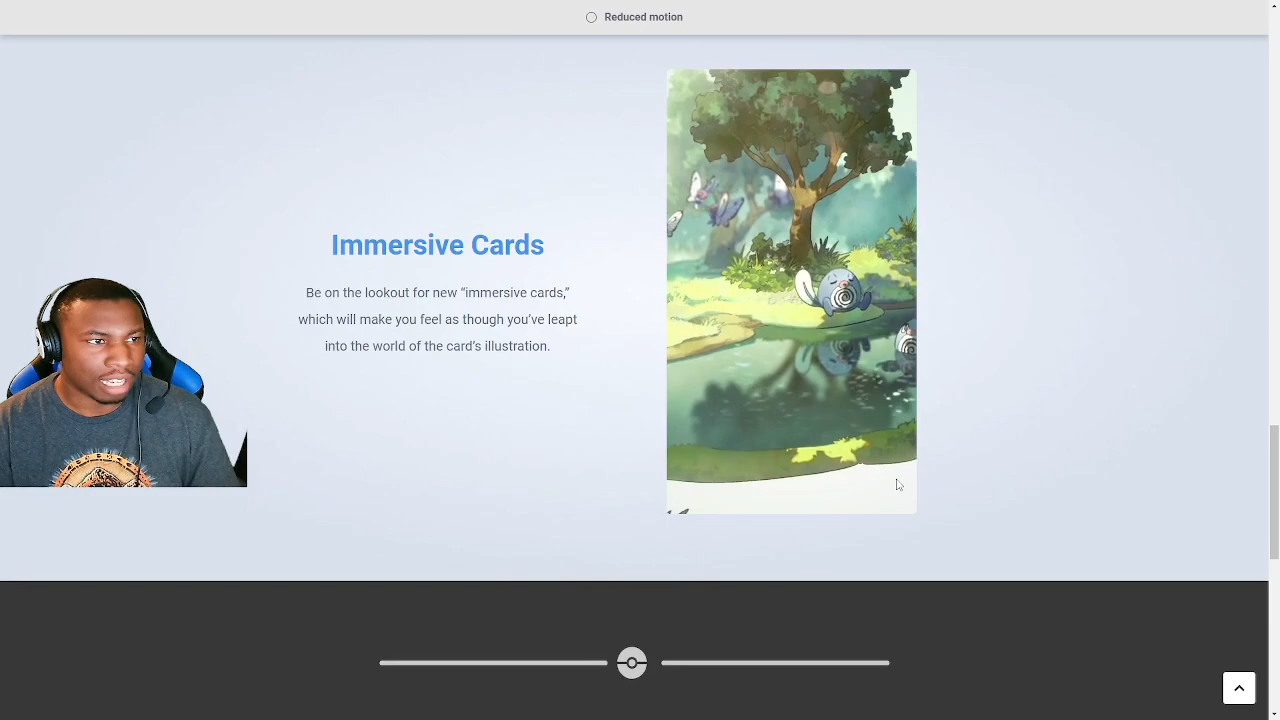 Reduced motion
Immersive Cards
Be on the lookout for new “immersive cards,”
which will make you feel as though you’ve leapt
into the world of the card’s illustration.